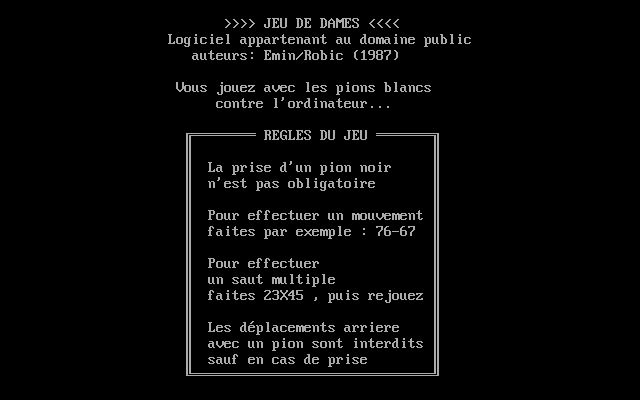 >>>> JEU DE DAMES <<<<
Logiciel appartenant au domaine public
auteurs: Emin/Robic (1987)
Vous jouez avec les pions blancs
contre l'ordinateur...
REGLES DU JEU
La prise d'un pion noir
n'est pas obligatoire
Pour effectuer un mouvement
faites par exemple : 76-67
Pour effectuer
un saut multiple
faites 23X45 , puis rejouez
Les déplacements arriere
avec un pion sont interdits
sauf en cas de prise